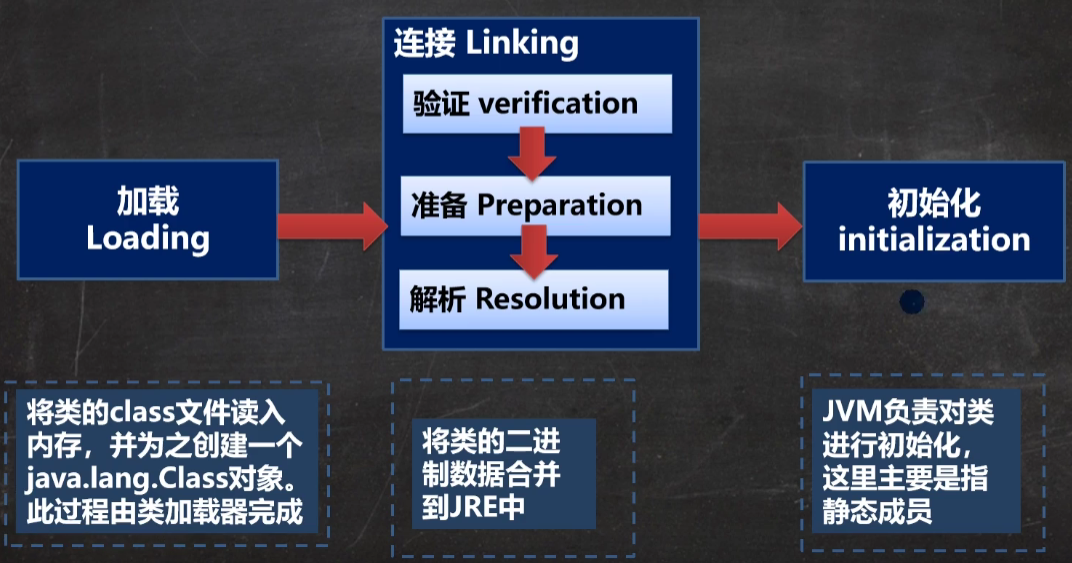 加载
Loading
连接 Linking
验证 verification
准备 Preparation
解析 Resolution
初始化
initialization
将类的class文件读入
内存，并为之创建一个
java.lang.Class对象。
此过程由类加载器完成
将类的二进
制数据合并
到JRE中
JVM负责对类
进行初始化，
这里主要是指
静态成员